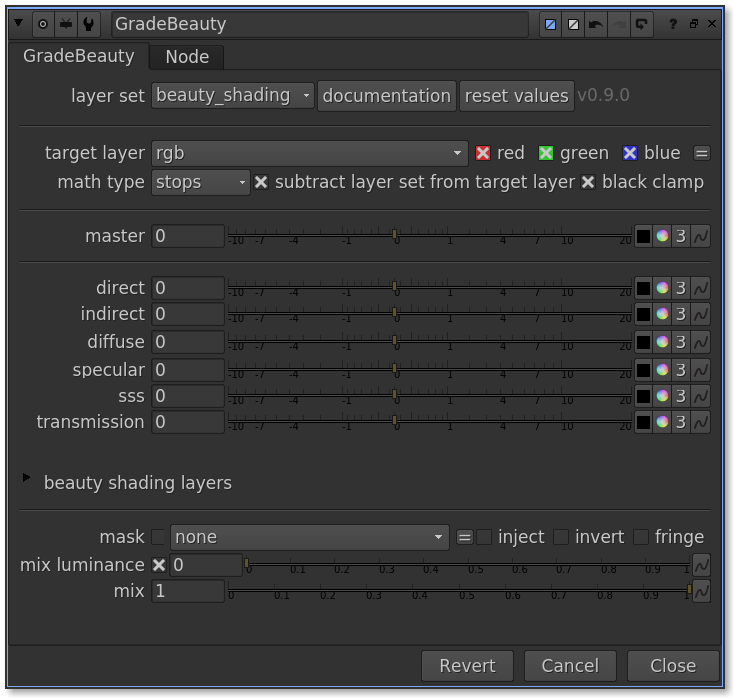 GradeBeauty ?
GradeBeauty Node
layer set beauty_shading documentation reset values v0.9.0
target layer rgb red green blue =
math type stops subtract layer set from target layer black clamp
master 0 -10 -7 -4 -1 0 1 4 7 10 20 3
direct 0 -10 -7 -4 -1 0 1 4 7 10 20 3
indirect 0 -10 -7 -4 -1 0 1 4 7 10 20 3
diffuse 0 -10 -7 -4 -1 0 1 4 7 10 20 3
specular 0 -10 -7 -4 -1 0 1 4 7 10 20 3
sss 0 -10 -7 -4 -1 0 1 4 7 10 20 3
transmission 0 -10 -7 -4 -1 0 1 4 7 10 20 3
beauty shading layers
mask none = inject invert fringe
mix luminance 0 0 0.1 0.2 0.3 0.4 0.5 0.6 0.7 0.8 0.9 1
mix 1 0 0.1 0.2 0.3 0.4 0.5 0.6 0.7 0.8 0.9 1
Revert Cancel Close